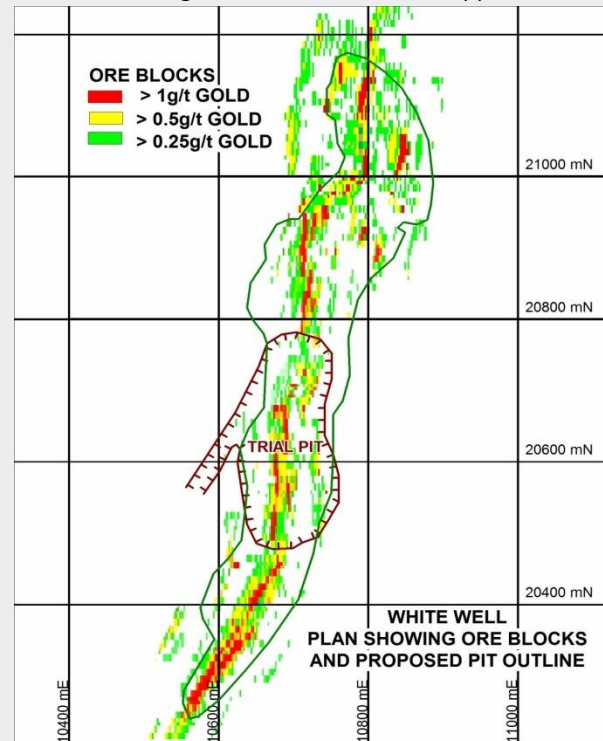 ORE BLOCKS
> 1g/t GOLD
> 0.5g/t GOLD
> 0.25g/t GOLD
21000 mN
20800 mN
TRIAL PIT
20600 mN
20400 mN
WHITE WELL
PLAN SHOWING ORE BLOCKS
AND PROPOSED PIT OUTLINE
10400 mE
10600 mE
10800 mE
11000 mE